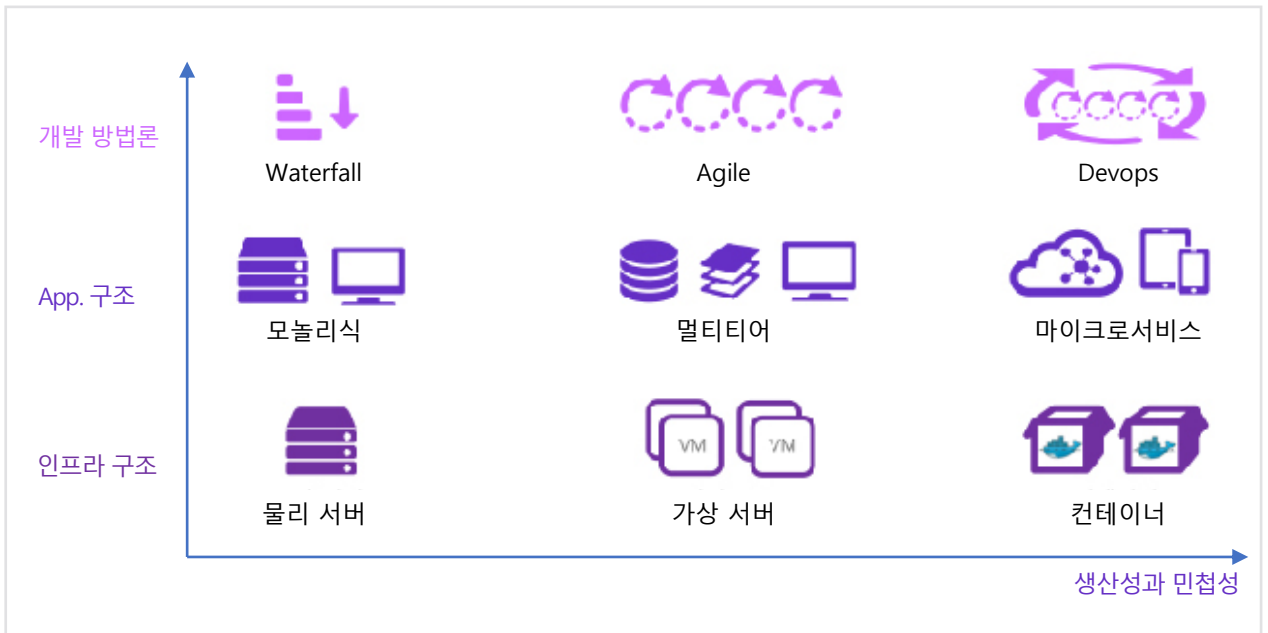 개발 방법론
Waterfall
Agile
Devops
App. 구조
모놀리식
멀티티어
마이크로서비스
인프라 구조
VM
VM
물리 서버
가상 서버
컨테이너
생산성과 민첩성